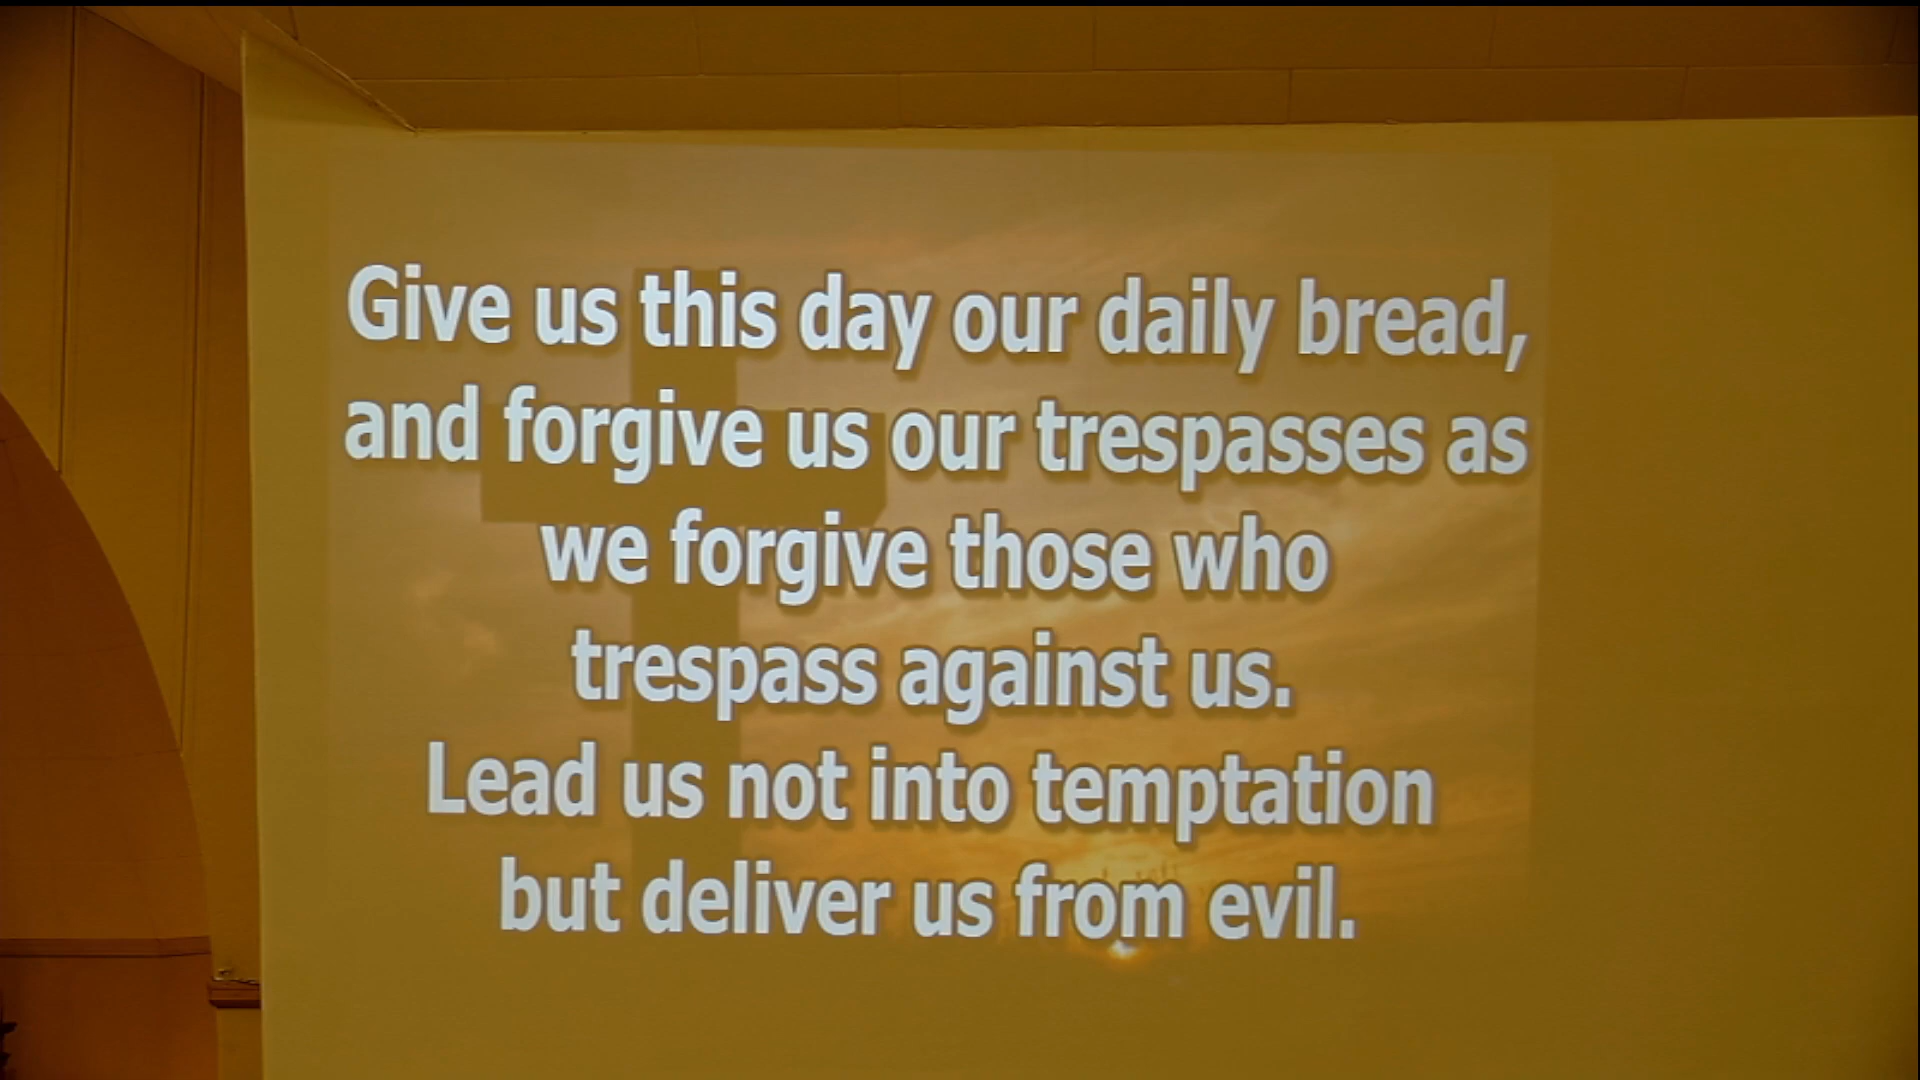 Give us this day our daily bread,
and forgive us our trespasses as
we forgive those who
trespass against us.
Lead us not into temptation
but deliver us from evil.